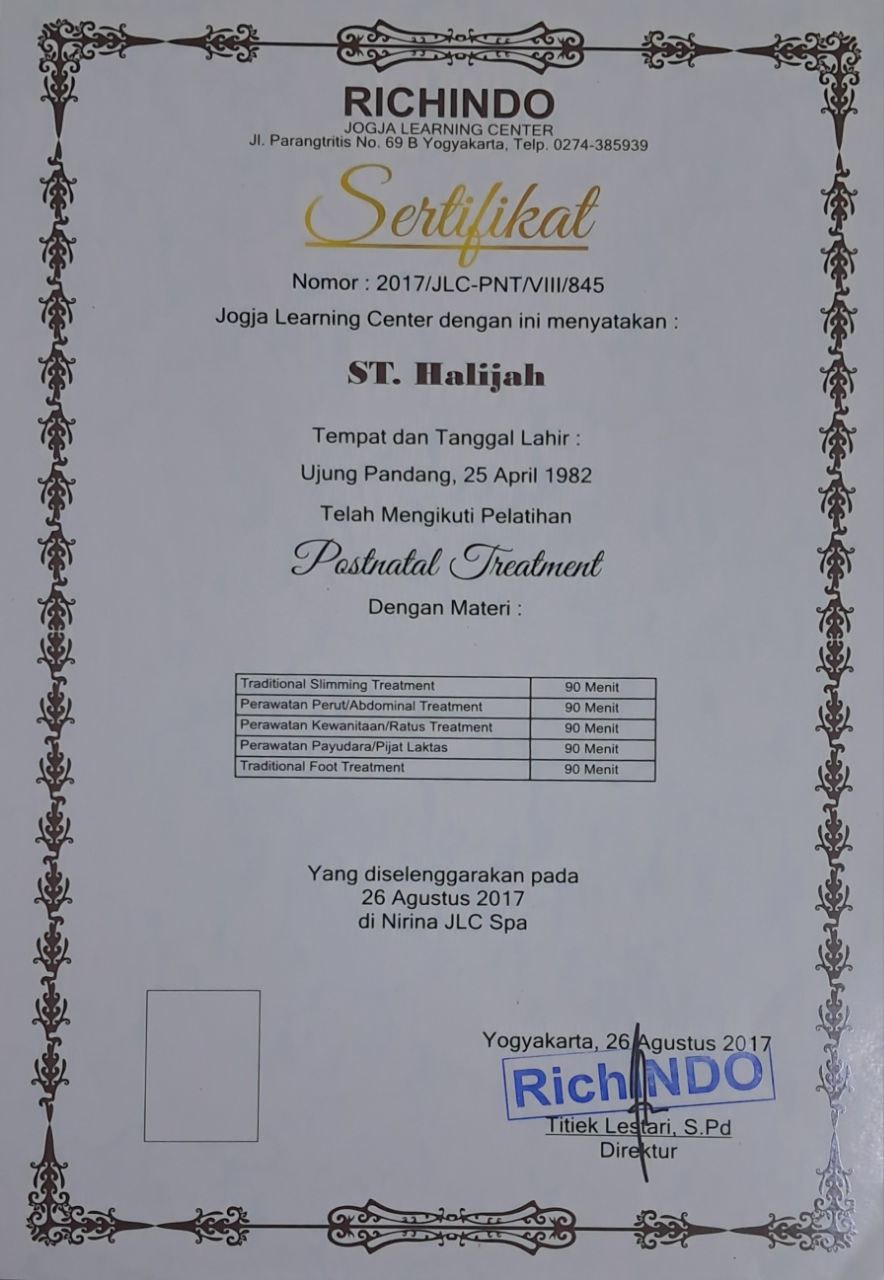 RICHINDO
JOGJA LEARNING CENTER
Jl. Parangtritis No. 69 B Yogyakarta, Telp. 0274-385939
Sertifikat
Nomor : 2017/JLC-PNT/VIII/845
Jogja Learning Center dengan ini menyatakan :
ST. Halijah
Tempat dan Tanggal Lahir :
Ujung Pandang, 25 April 1982
Telah Mengikuti Pelatihan
Postnatal Treatment
Dengan Materi :
Traditional Slimming Treatment 90 Menit
Perawatan Perut/Abdominal Treatment 90 Menit
Perawatan Kewanitaan/Ratus Treatment 90 Menit
Perawatan Payudara/Pijat Laktas 90 Menit
Traditional Foot Treatment 90 Menit
Yang diselenggarakan pada
26 Agustus 2017
di Nirina JLC Spa
Yogyakarta, 26 Agustus 2017
RichINDO
Titiek Lestari, S.Pd
Direktur